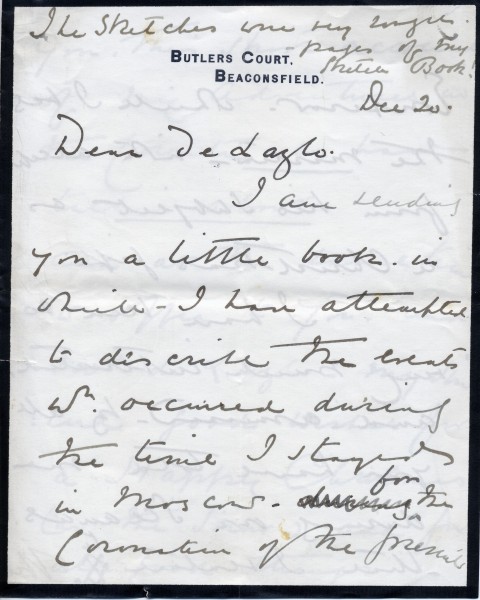 The Sketches were very rough.
- pages of my
Sketch Book!
BUTLERS COURT,
BEACONSFIELD.
Dec 20.
Dear De Laszlo.
I am sending
you a little book. in
which - I have attempted
to describe the events
wh. occurred during
the time I stayed
in Moscow. for the
Coronation of the present